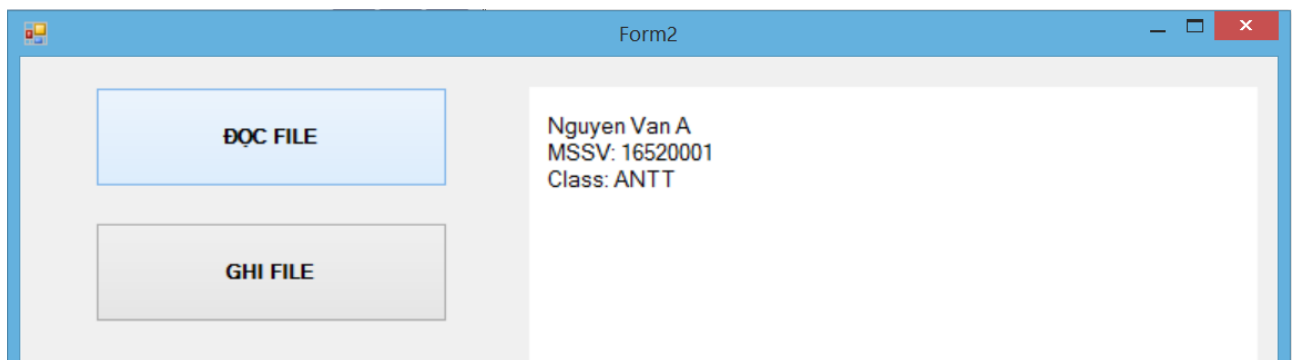 Form2
ĐỌC FILE
GHI FILE
Nguyen Van A
MSSV: 16520001
Class: ANTT